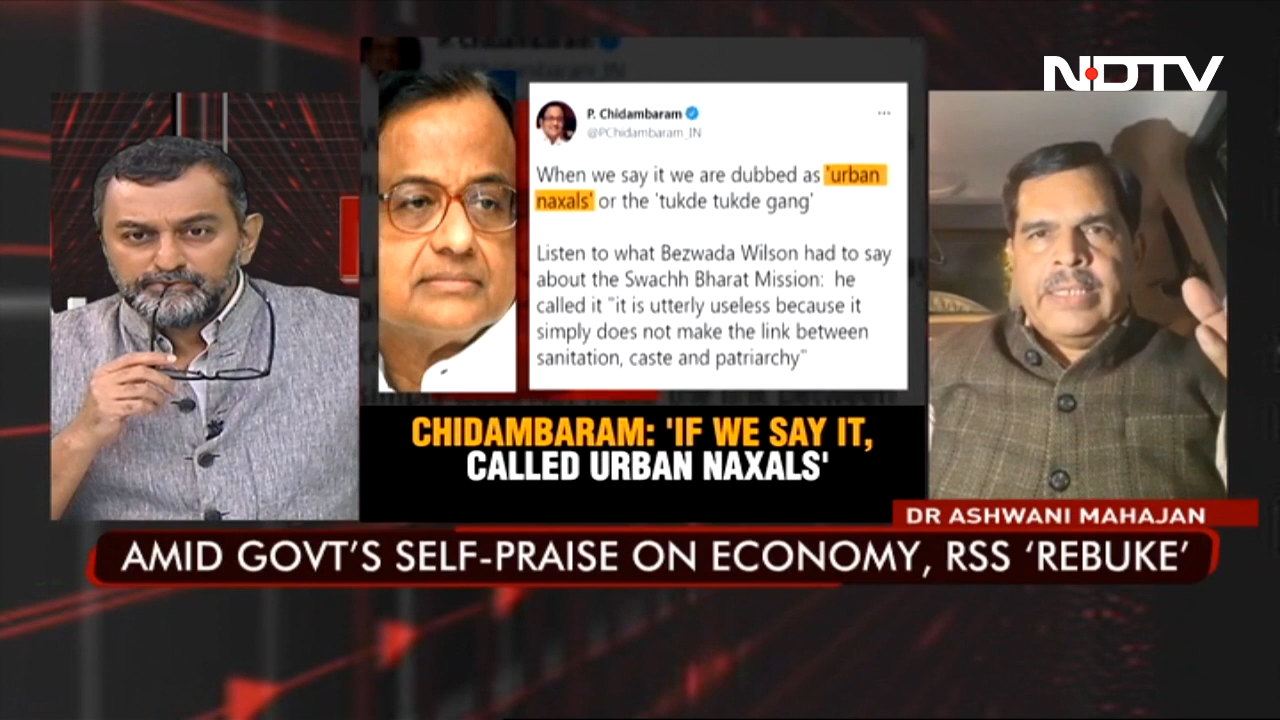 NDTV
P. Chidambaram
@PChidambaram_IN
When we say it we are dubbed as 'urban
naxals' or the 'tukde tukde gang'
Listen to what Bezwada Wilson had to say
about the Swachh Bharat Mission: he
called it "it is utterly useless because it
simply does not make the link between
sanitation, caste and patriarchy"
CHIDAMBARAM: 'IF WE SAY IT,
CALLED URBAN NAXALS'
DR ASHWANI MAHAJAN
AMID GOVT'S SELF-PRAISE ON ECONOMY, RSS 'REBUKE'